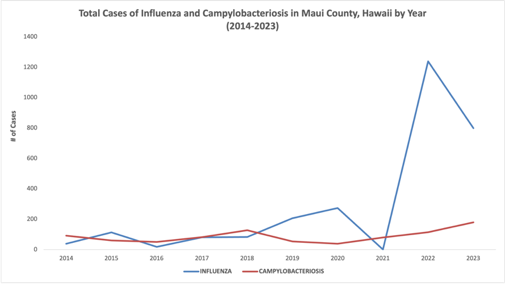 Total Cases of Influenza and Campylobacteriosis in Maui County, Hawaii by Year
(2014-2023)
1400
1200
1000
800
600
400
200
0
# of Cases
2014 2015 2016 2017 2018 2019 2020 2021 2022 2023
INFLUENZA CAMPYLOBACTERIOSIS